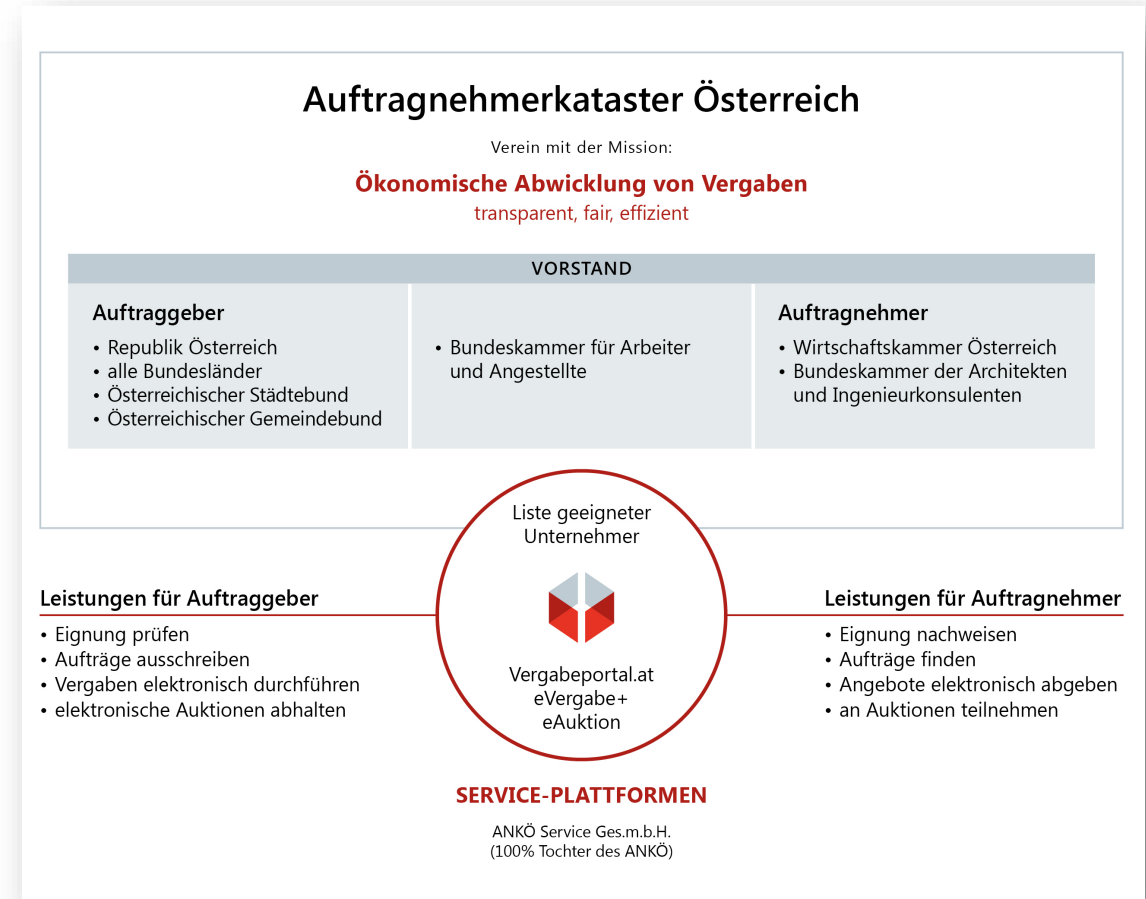 Auftragnehmerkataster Österreich
Verein mit der Mission:
Ökonomische Abwicklung von Vergaben
transparent, fair, effizient
VORSTAND
Auftraggeber
• Republik Österreich
• alle Bundesländer
• Österreichischer Städtebund
• Österreichischer Gemeindebund
• Bundeskammer für Arbeiter
und Angestellte
Auftragnehmer
• Wirtschaftskammer Österreich
• Bundeskammer der Architekten
und Ingenieurkonsulenten
Liste geeigneter
Unternehmer
Vergabeportal.at
eVergabe+
eAuktion
Leistungen für Auftraggeber
• Eignung prüfen
• Aufträge ausschreiben
• Vergaben elektronisch durchführen
• elektronische Auktionen abhalten
Leistungen für Auftragnehmer
• Eignung nachweisen
• Aufträge finden
• Angebote elektronisch abgeben
• an Auktionen teilnehmen
SERVICE-PLATTFORMEN
ANKÖ Service Ges.m.b.H.
(100% Tochter des ANKÖ)